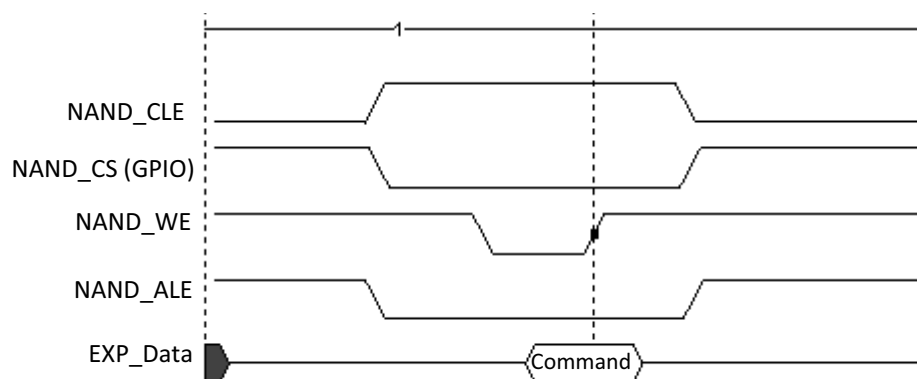 1
NAND_CLE
NAND_CS (GPIO)
NAND_WE
NAND_ALE
EXP_Data
Command